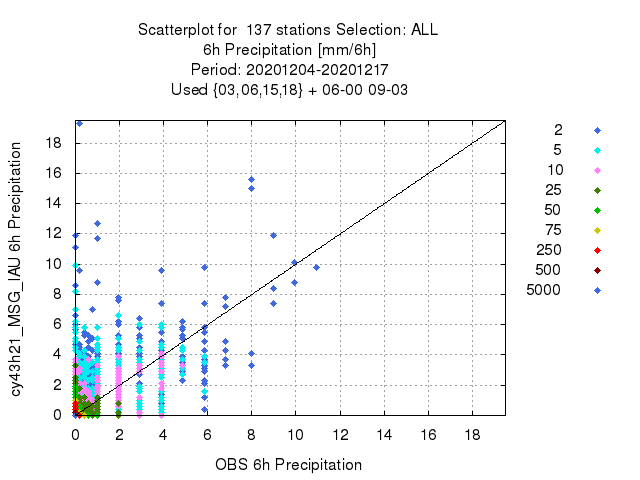 Scatterplot for 137 stations Selection: ALL
6h Precipitation [mm/6h]
Period: 20201204-20201217
Used {03,06,15,18} + 06-00 09-03
cy43h21_MSG_IAU 6h Precipitation
18
16
14
12
10
8
6
4
2
0
0 2 4 6 8 10 12 14 16 18
OBS 6h Precipitation
2
5
10
25
50
75
250
500
5000